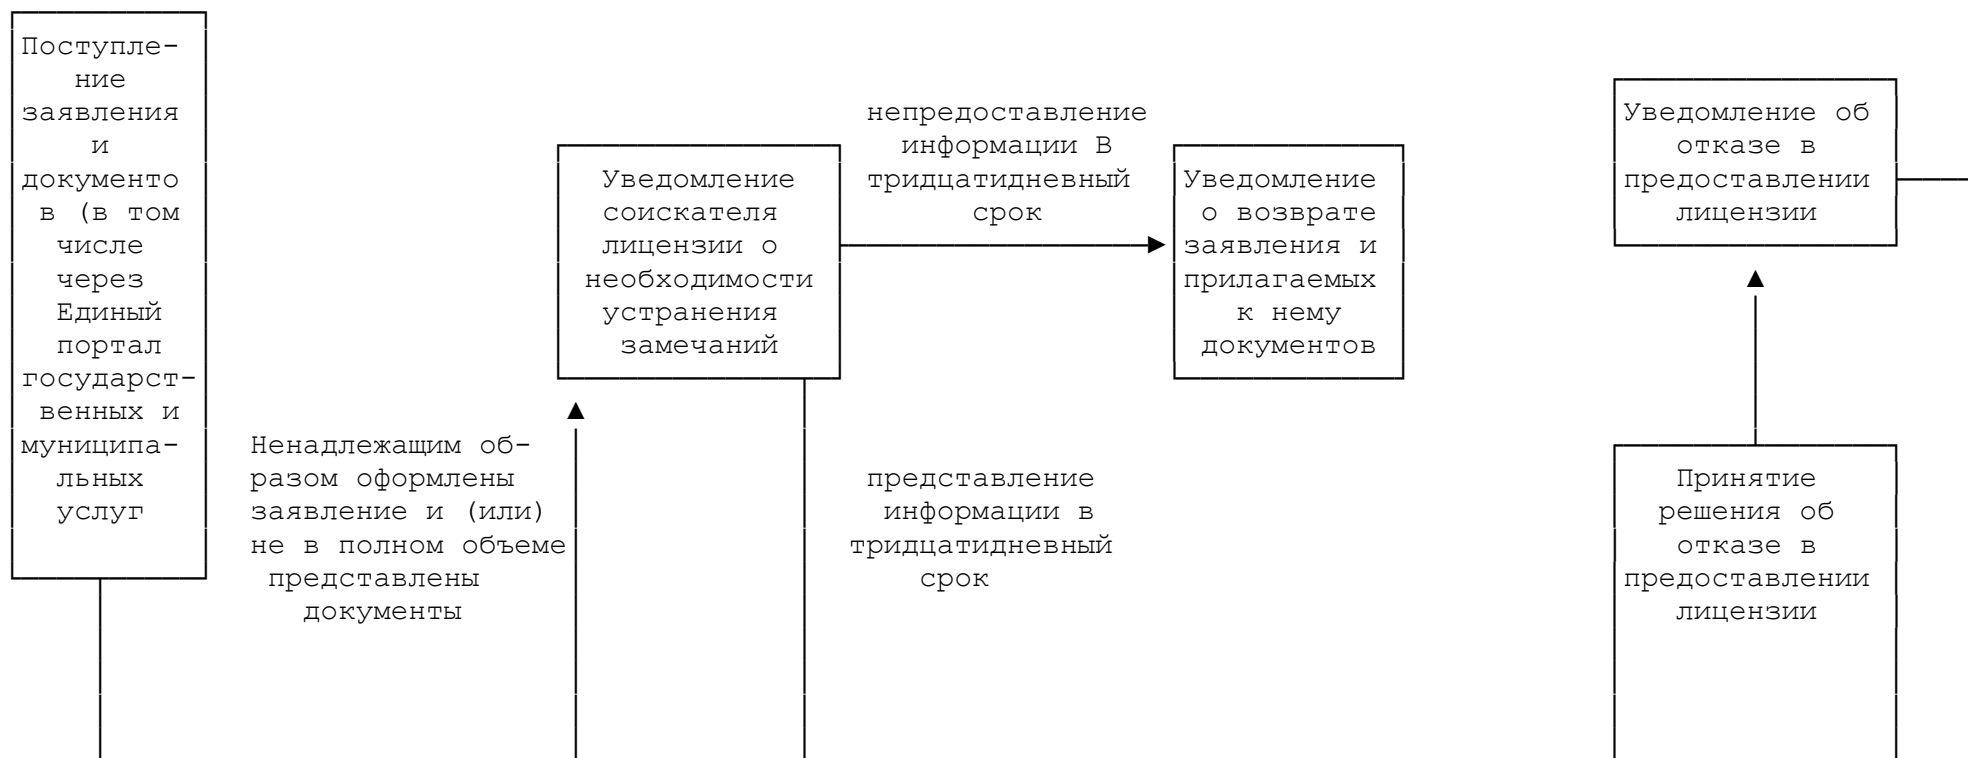 Поступле-
ние
заявления
и
документо
в (в том
числе
через
Единый
портал
государст-
венных и
муниципа-
льных
услуг
Ненадлежащим об-
разом оформлены
заявление и (или)
не в полном объеме
представлены
документы
Уведомление
соискателя
лицензии о
необходимости
устранения
замечаний
непредоставление
информации В
тридцатидневный
срок
представление
информации в
тридцатидневный
срок
Уведомление
о возврате
заявления и
прилагаемых
к нему
документов
Уведомление об
отказе в
предоставлении
лицензии
Принятие
решения об
отказе в
предоставлении
лицензии